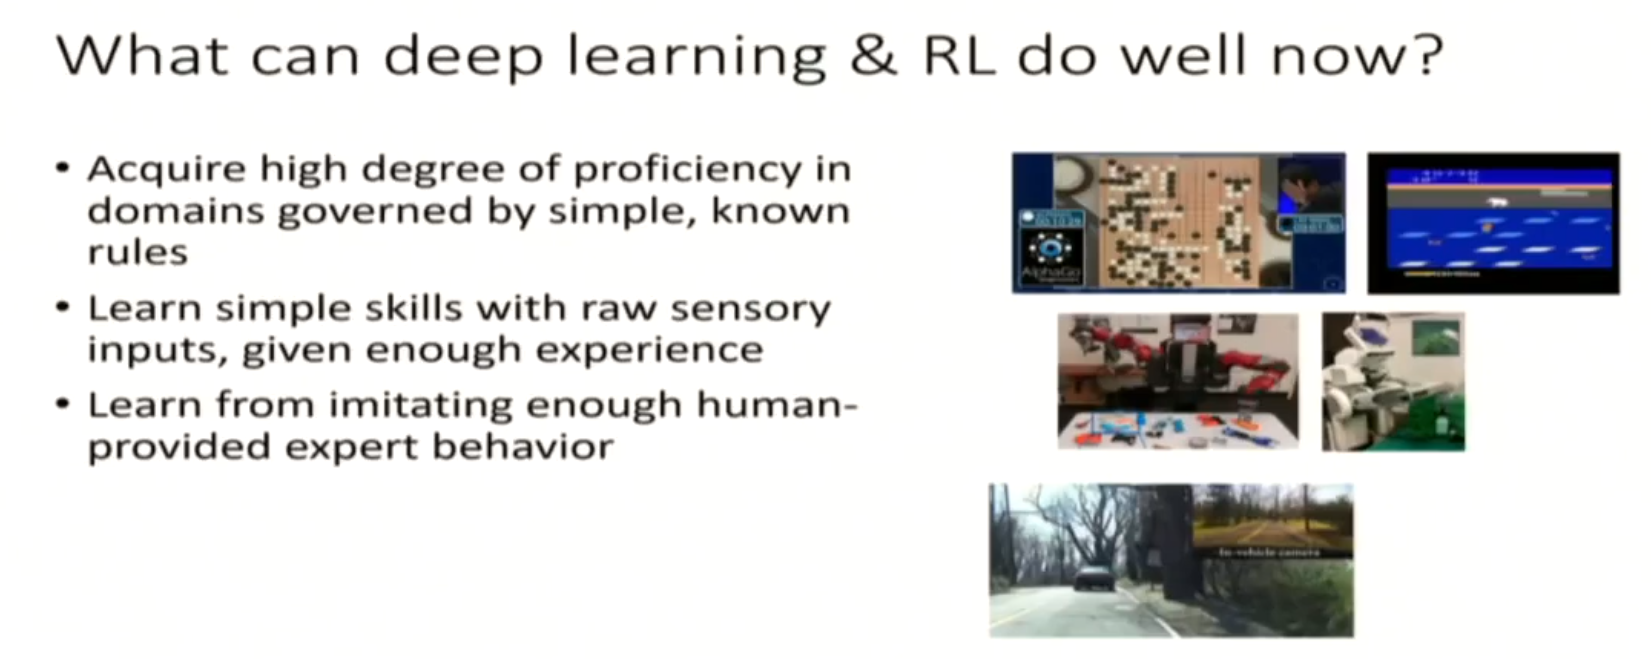 What can deep learning & RL do well now?
• Acquire high degree of proficiency in
domains governed by simple, known
rules
• Learn simple skills with raw sensory
inputs, given enough experience
• Learn from imitating enough human-
provided expert behavior
AlphaGo
In-vehicle camera